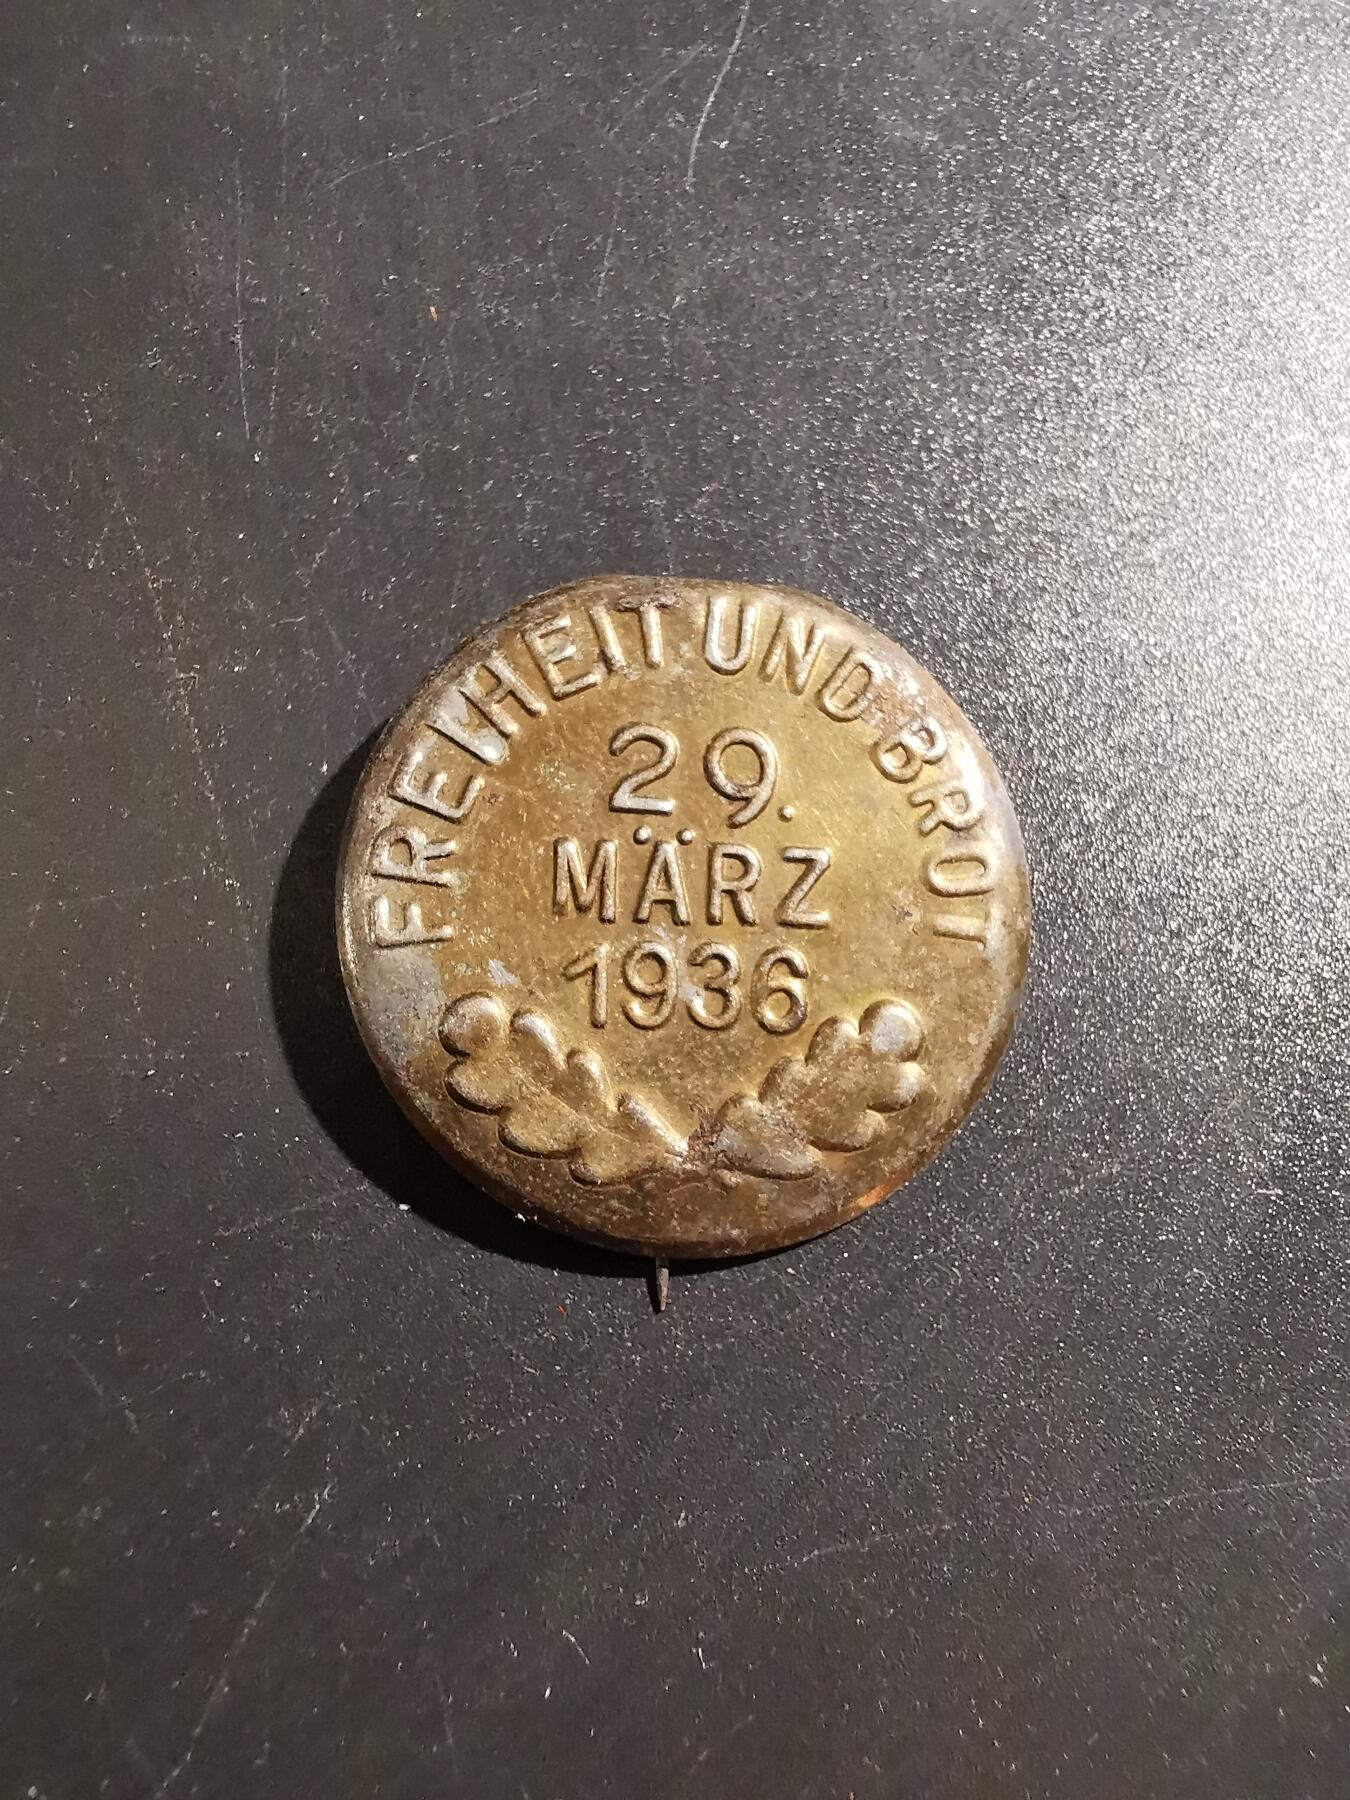 FREIHEIT UND BROT
29.
MÄRZ
1936